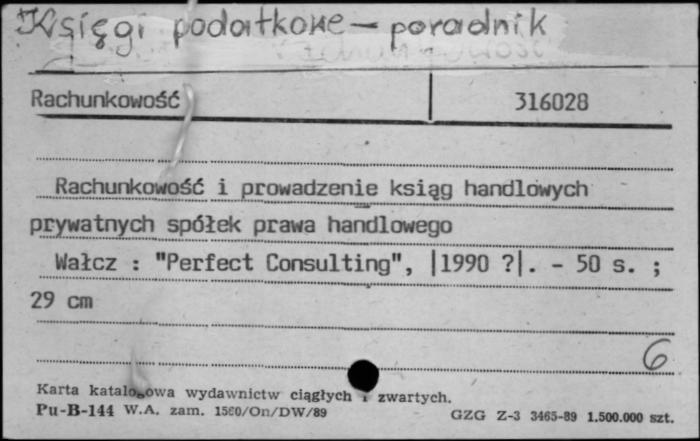 Księgi podatkowe – poradnik
Rachunkowość 316028
Rachunkowość i prowadzenie ksiąg handlowych
prywatnych spółek prawa handlowego
Wałcz : "Perfect Consulting", |1990 ?|. - 50 s. ;
29 cm
6
Karta katalogowa wydawnictw ciągłych i zwartych.
Pu-B-144 W.A. zam. 1560/On/DW/89 GZG Z-3 3465-89 1.500.000 szt.